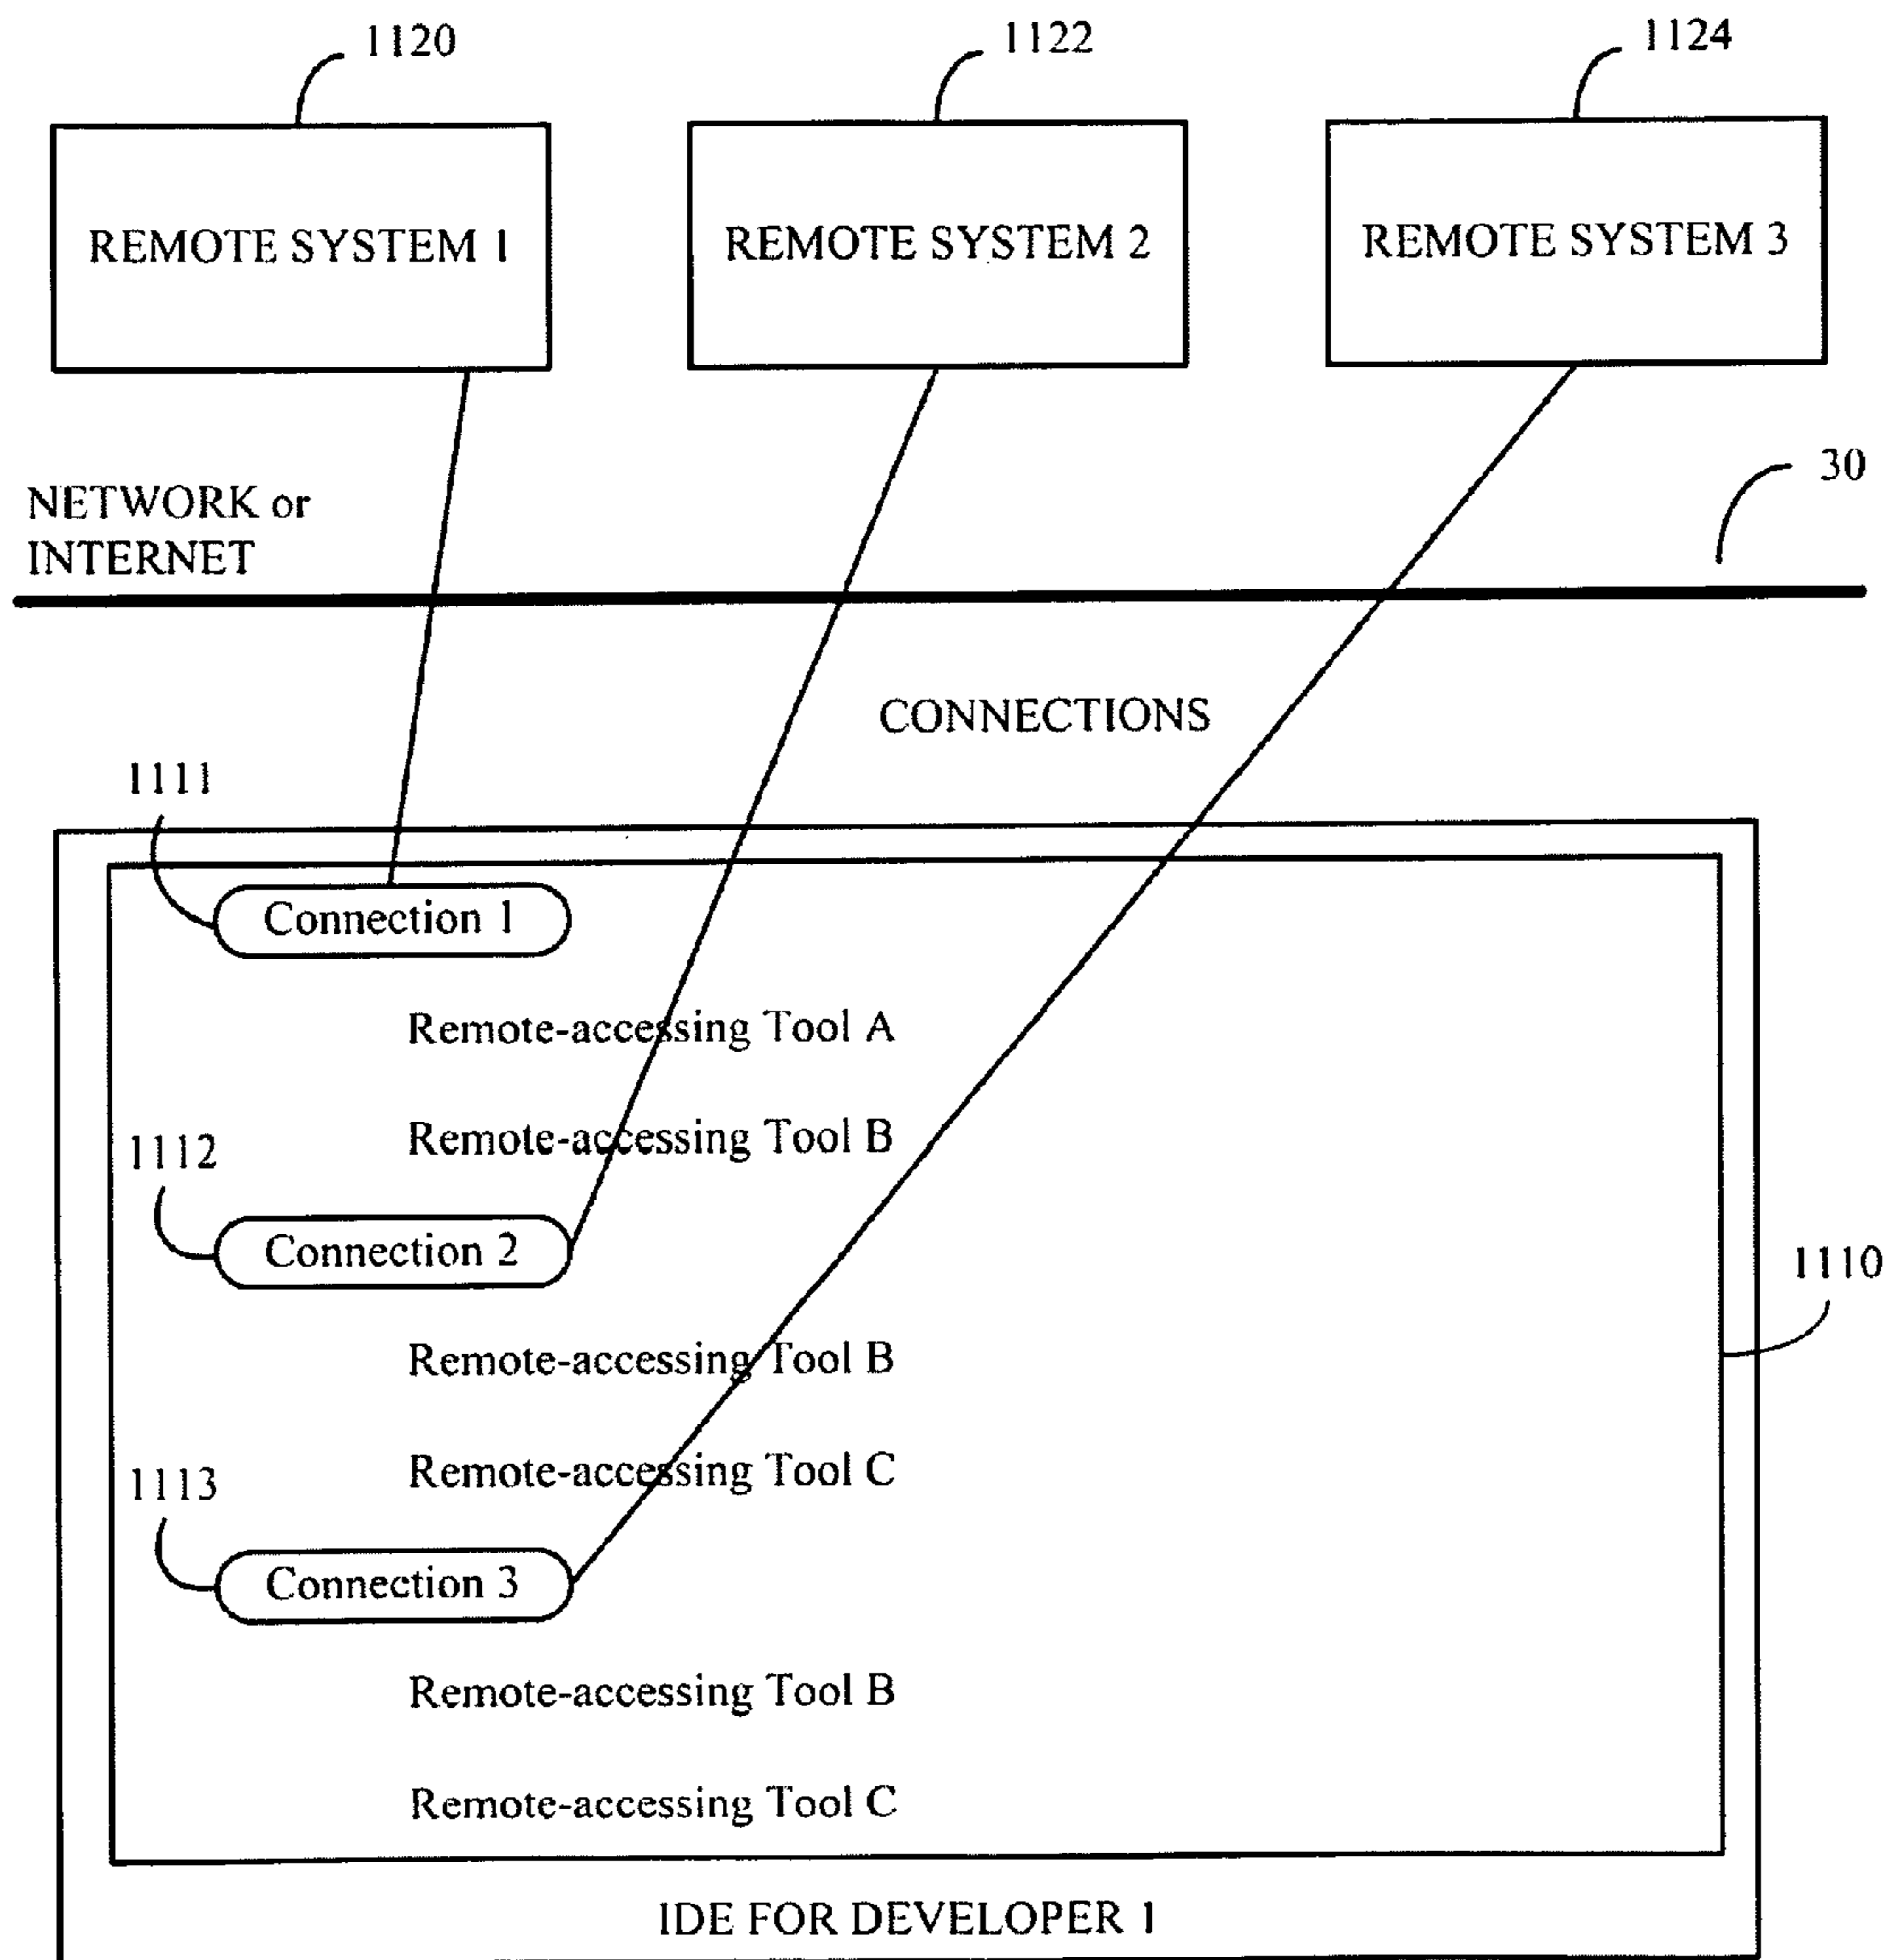 1120
1122
1124
REMOTE SYSTEM 1
REMOTE SYSTEM 2
REMOTE SYSTEM 3
30
NETWORK or
INTERNET
CONNECTIONS
1111
Connection 1
Remote-accessing Tool A
Remote-accessing Tool B
1112
Connection 2
1110
Remote-accessing Tool B
Remote-accessing Tool C
1113
Connection 3
Remote-accessing Tool B
Remote-accessing Tool C
IDE FOR DEVELOPER 1